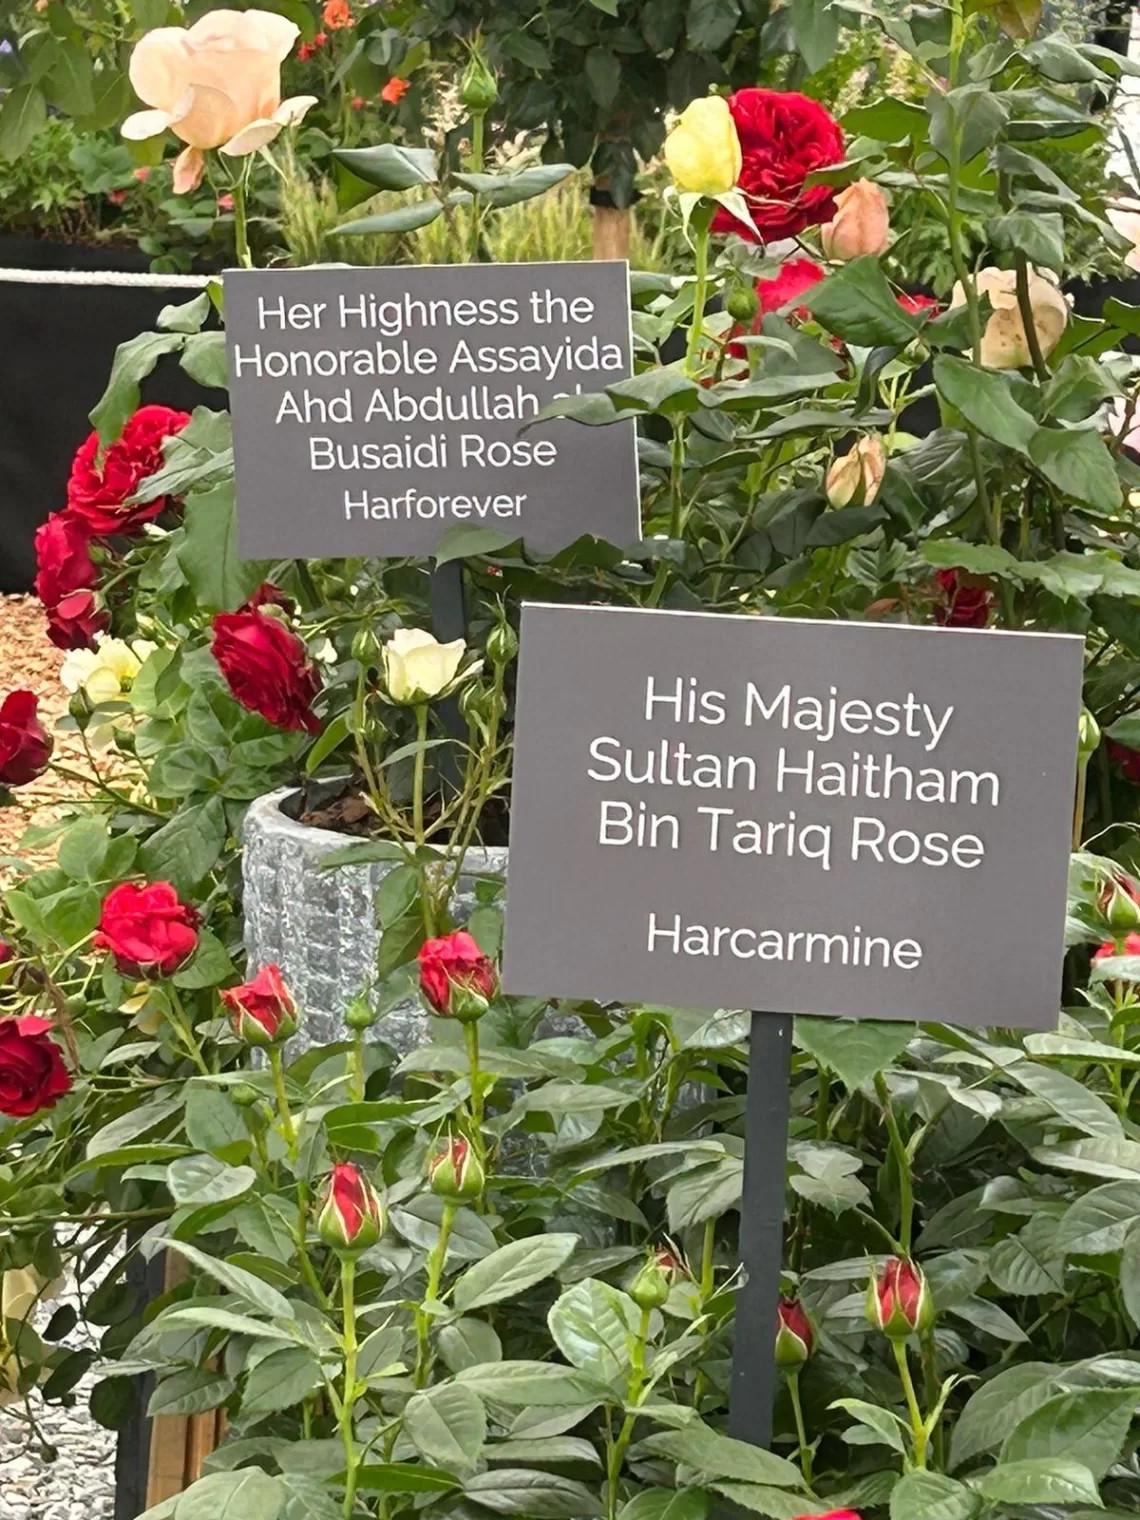 Her Highness the
Honorable Assayida
Ahd Abdullah
Busaidi Rose
Harforever
His Majesty
Sultan Haitham
Bin Tariq Rose
Harcarmine